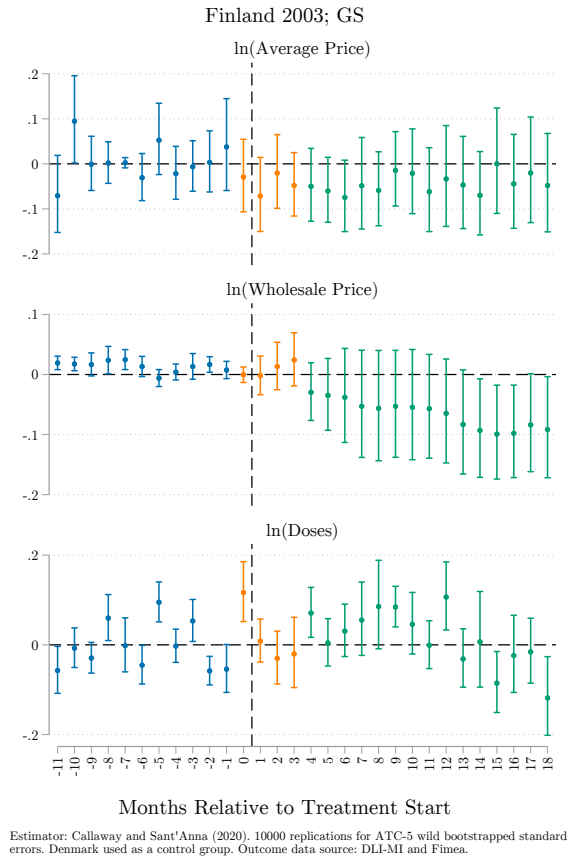 Finland 2003; GS
ln(Average Price)
.2
.1
0
-.1
-.2
ln(Wholesale Price)
.1
0
-.1
-.2
ln(Doses)
.2
0
-.2
-11 -10 -9 -8 -7 -6 -5 -4 -3 -2 -1 0 1 2 3 4 5 6 7 8 9 10 11 12 13 14 15 16 17 18
Months Relative to Treatment Start
Estimator: Callaway and Sant'Anna (2020). 10000 replications for ATC-5 wild bootstrapped standard
errors. Denmark used as a control group. Outcome data source: DLI-MI and Fimea.